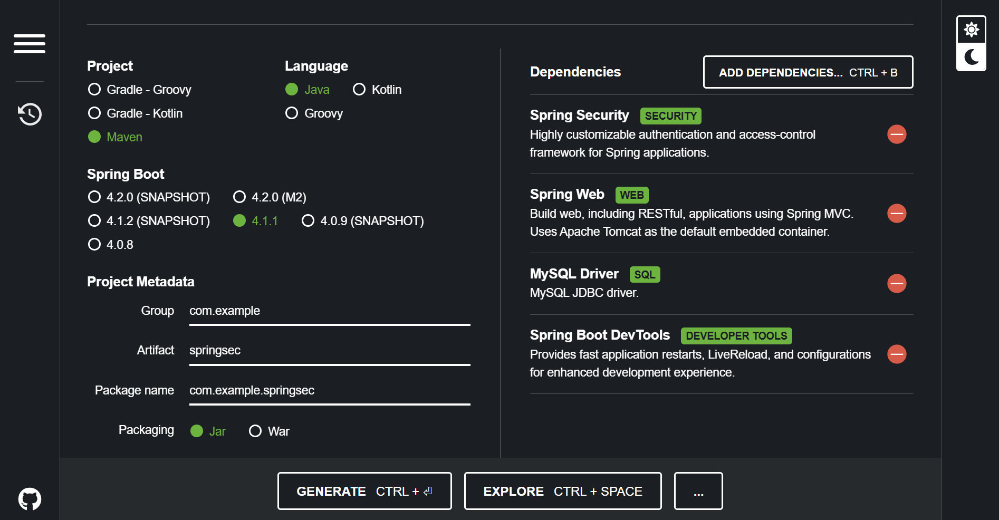 Project
Gradle - Groovy
Gradle - Kotlin
Maven
Language
Java Kotlin
Groovy
Spring Boot
4.2.0 (SNAPSHOT) 4.2.0 (M2)
4.1.2 (SNAPSHOT) 4.1.1 4.0.9 (SNAPSHOT)
4.0.8
Project Metadata
Group com.example
Artifact springsec
Package name com.example.springsec
Packaging Jar War
Dependencies ADD DEPENDENCIES... CTRL + B
Spring Security SECURITY
Highly customizable authentication and access-control
framework for Spring applications.
Spring Web WEB
Build web, including RESTful, applications using Spring MVC.
Uses Apache Tomcat as the default embedded container.
MySQL Driver SQL
MySQL JDBC driver.
Spring Boot DevTools DEVELOPER TOOLS
Provides fast application restarts, LiveReload, and configurations
for enhanced development experience.
GENERATE CTRL + ⏎ EXPLORE CTRL + SPACE ...